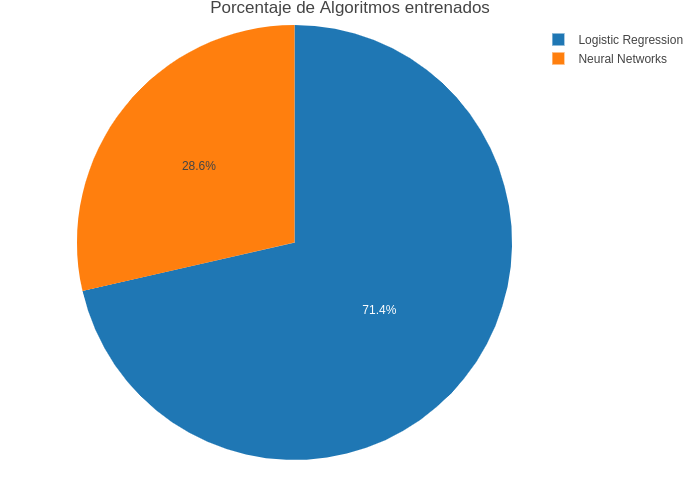 Porcentaje de Algoritmos entrenados
Logistic Regression
Neural Networks
28.6%
71.4%